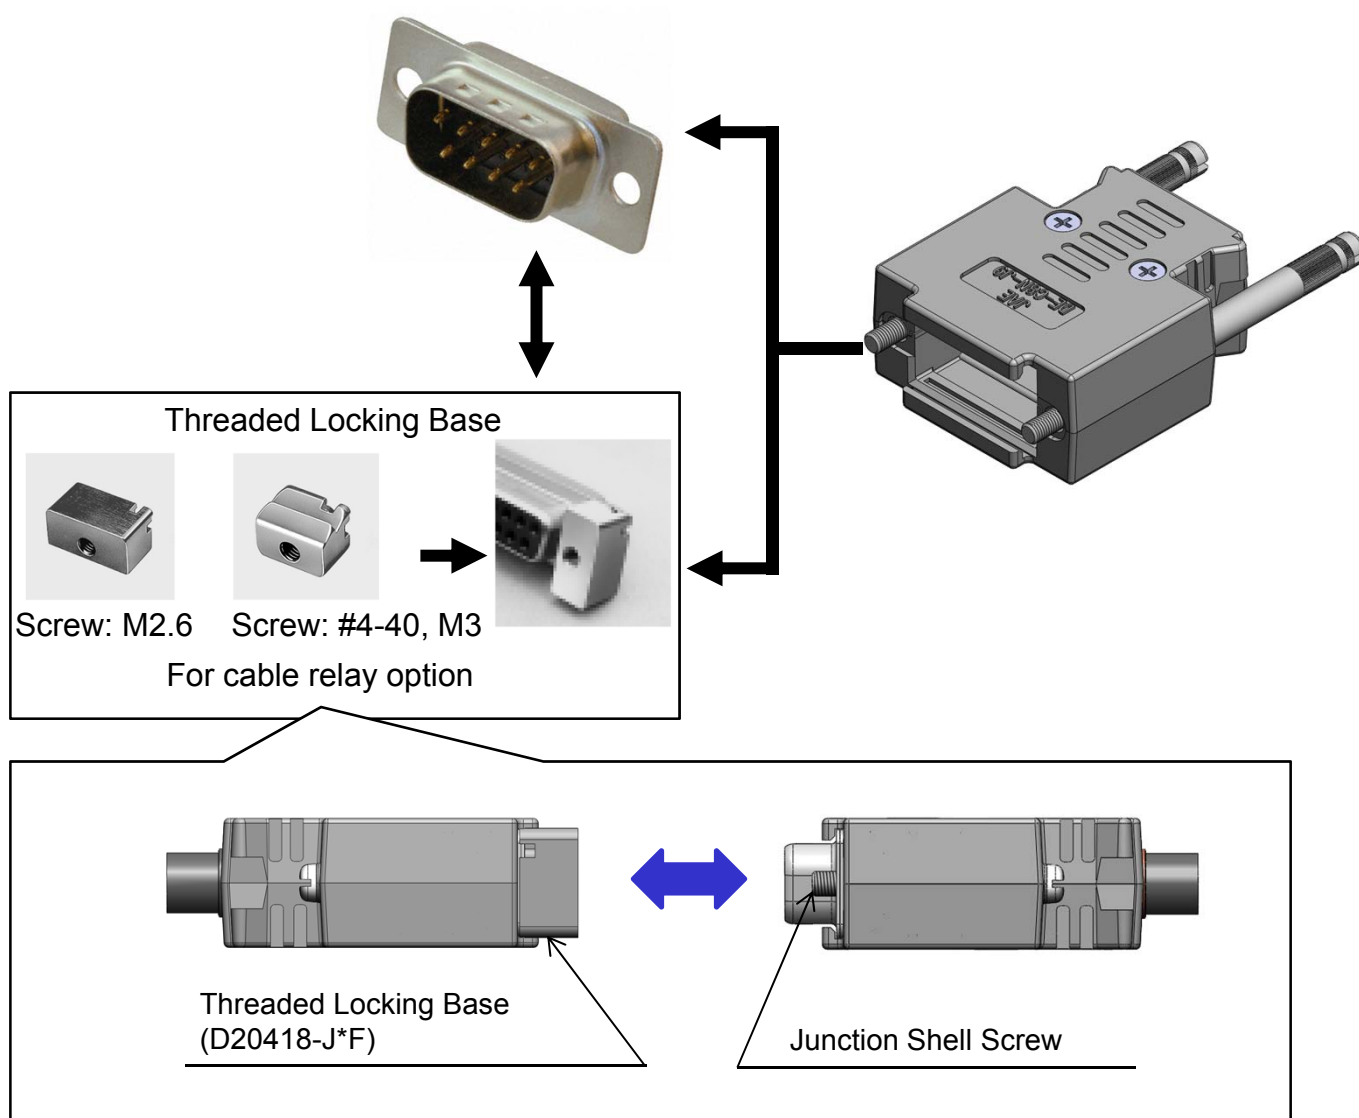 JAE
Threaded Locking Base
Screw: M2.6
Screw: #4-40, M3
For cable relay option
Threaded Locking Base
(D20418-J*F)
Junction Shell Screw